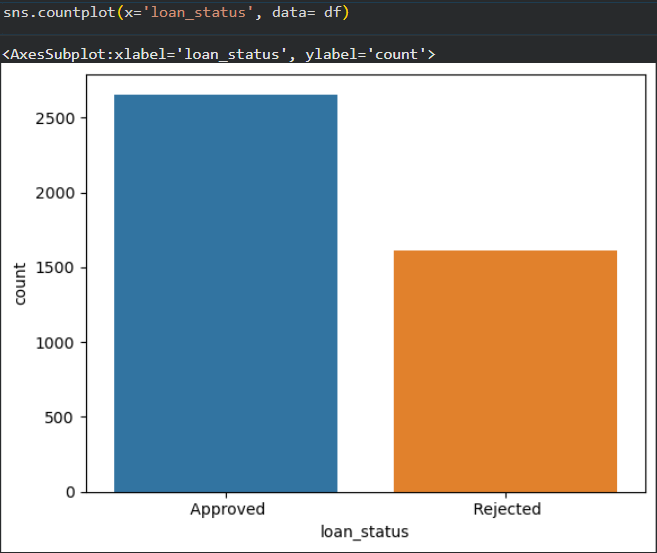 sns.countplot(x='loan_status', data= df)
<AxesSubplot:xlabel='loan_status', ylabel='count'>
2500
2000
1500
1000
500
0
count
Approved
Rejected
loan_status